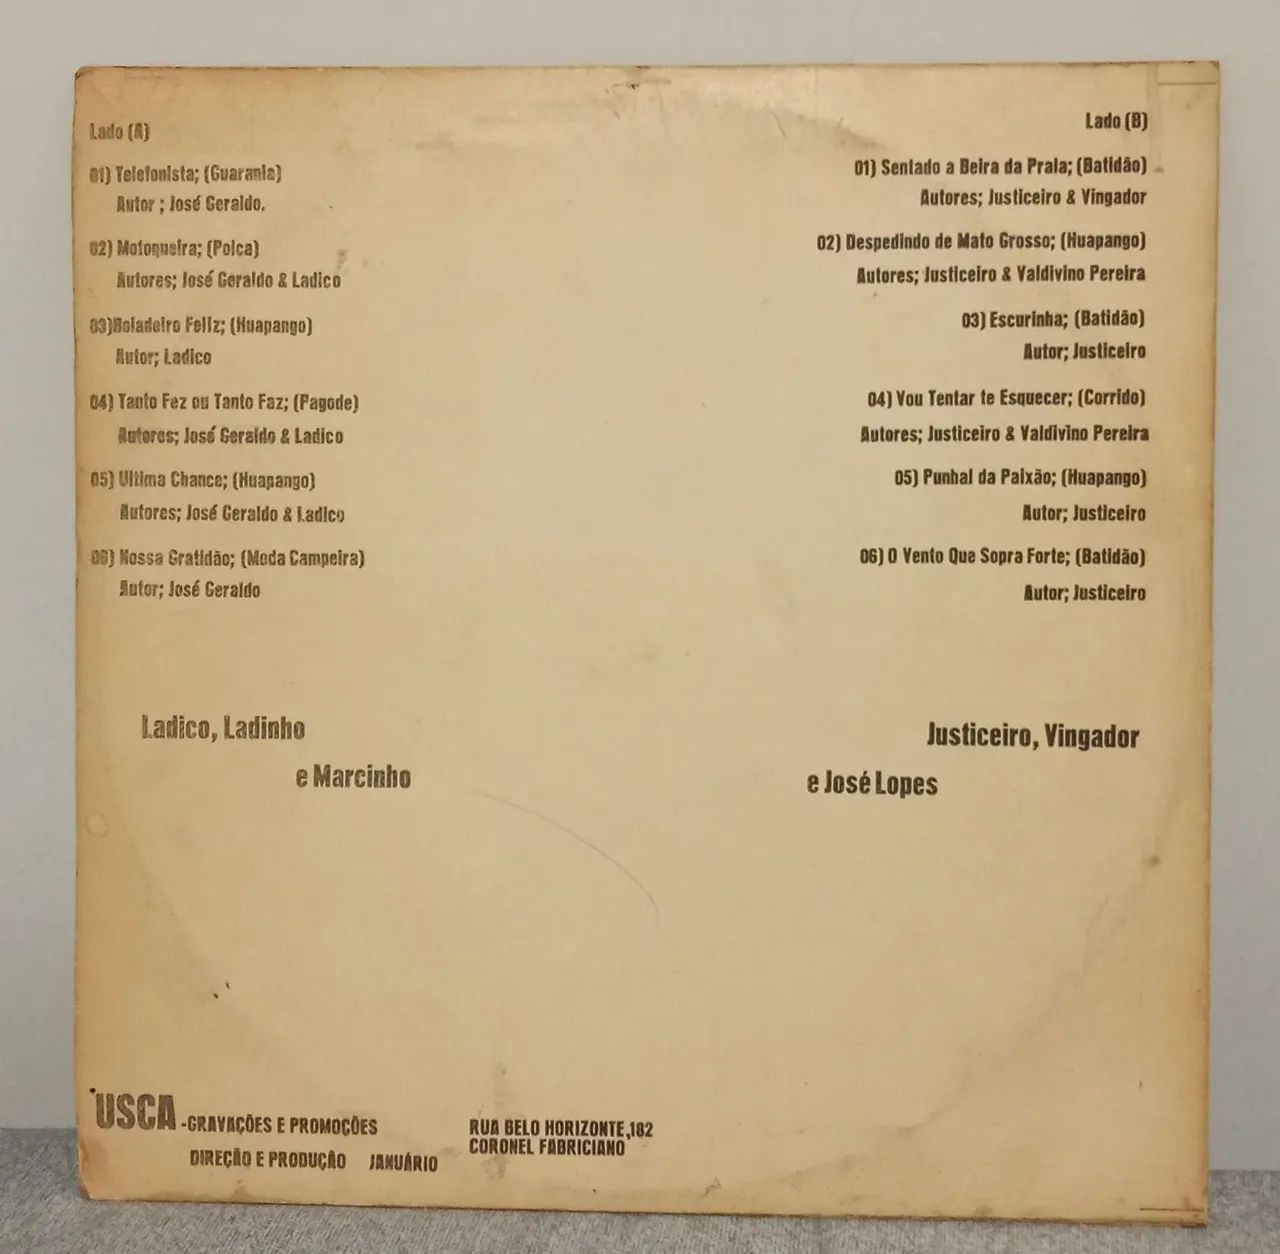 Lado (A)
01) Telefonista; (Guarania)
Autor ; José Geraldo.
02) Motoqueira; (Polca)
Autores; José Geraldo & Ladico
03)Boiadeiro Feliz; (Huapango)
Autor; Ladico
04) Tanto Fez ou Tanto Faz; (Pagode)
Autores; José Geraldo & Ladico
05) Ultima Chance; (Huapango)
Autores; José Geraldo & Ladico
06) Nossa Gratidão; (Moda Campeira)
Autor; José Geraldo
Ladico, Ladinho
e Marcinho
Lado (B)
01) Sentado a Beira da Praia; (Batidão)
Autores; Justiceiro & Vingador
02) Despedindo de Mato Grosso; (Huapango)
Autores; Justiceiro & Valdivino Pereira
03) Escurinha; (Batidão)
Autor; Justiceiro
04) Vou Tentar te Esquecer; (Corrido)
Autores; Justiceiro & Valdivino Pereira
05) Punhal da Paixão; (Huapango)
Autor; Justiceiro
06) O Vento Que Sopra Forte; (Batidão)
Autor; Justiceiro
Justiceiro, Vingador
e José Lopes
USCA -GRAVAÇÕES E PROMOÇÕES
DIREÇÃO E PRODUÇÃO JANUÁRIO
RUA BELO HORIZONTE,182
CORONEL FABRICIANO